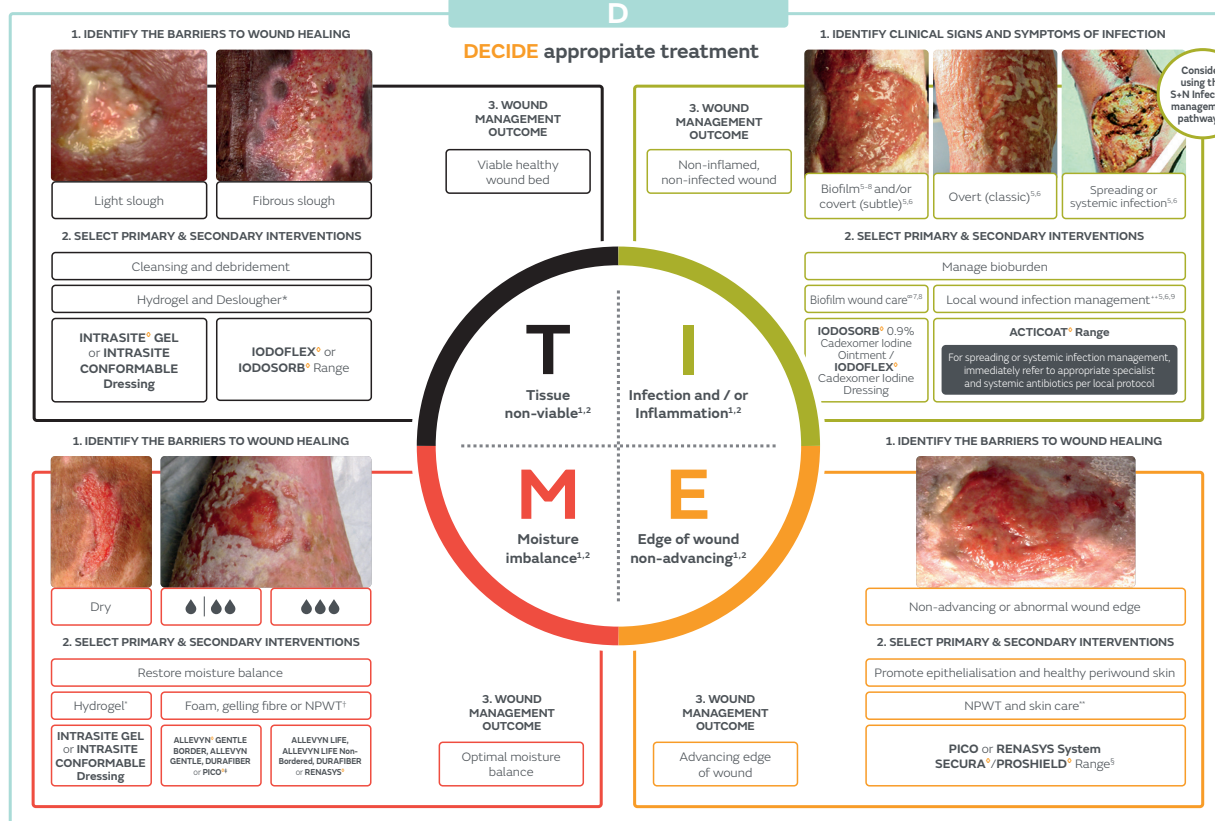 D
DECIDE appropriate treatment
1. IDENTIFY THE BARRIERS TO WOUND HEALING
Light slough
Fibrous slough
2. SELECT PRIMARY & SECONDARY INTERVENTIONS
Cleansing and debridement
Hydrogel and Deslougher*
INTRASITE◊ GEL
or INTRASITE
CONFORMABLE
Dressing
IODOFLEX◊ or
IODOSORB◊ Range
3. WOUND
MANAGEMENT
OUTCOME
Viable healthy
wound bed
T
Tissue
non-viable1,2
1. IDENTIFY CLINICAL SIGNS AND SYMPTOMS OF INFECTION
using
S+N Infec
pathway
Biofilm5-8 and/or
covert (subtle)5,6
Overt (classic)5,6
Spreading or
systemic infection5,6
2. SELECT PRIMARY & SECONDARY INTERVENTIONS
Manage bioburden
Biofilm wound care7,8
Local wound infection management++5,6,9
IODOSORB◊ 0.9%
Cadexomer Iodine
Ointment /
IODOFLEX◊
Cadexomer Iodine
Dressing
ACTICOAT◊ Range
For spreading or systemic infection management,
immediately refer to appropriate specialist
and systemic antibiotics per local protocol
3. WOUND
MANAGEMENT
OUTCOME
Non-inflamed,
non-infected wound
I
Infection and / or
Inflammation1,2
1. IDENTIFY THE BARRIERS TO WOUND HEALING
Dry
2. SELECT PRIMARY & SECONDARY INTERVENTIONS
Restore moisture balance
Hydrogel*
Foam, gelling fibre or NPWT†
INTRASITE GEL
or INTRASITE
CONFORMABLE
Dressing
ALLEVYN◊ GENTLE
BORDER, ALLEVYN
GENTLE, DURAFIBER
or PICO
ALLEVYN LIFE,
ALLEVYN LIFE Non-
Bordered, DURAFIBER
or RENASYS◊
3. WOUND
MANAGEMENT
OUTCOME
Optimal moisture
balance
M
Moisture
imbalance1,2
1. IDENTIFY THE BARRIERS TO WOUND HEALING
Non-advancing or abnormal wound edge
2. SELECT PRIMARY & SECONDARY INTERVENTIONS
Promote epithelialisation and healthy periwound skin
NPWT and skin care**
PICO or RENASYS System
SECURA◊/PROSHIELD◊ Range§
3. WOUND
MANAGEMENT
OUTCOME
Advancing edge
of wound
E
Edge of wound
non-advancing1,2